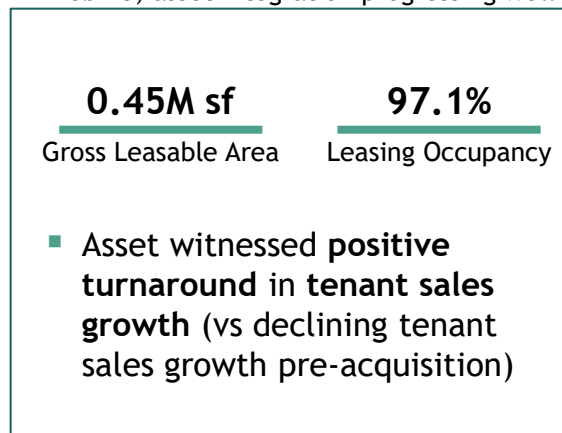 0.45M sf 97.1%
Gross Leasable Area Leasing Occupancy
▪ Asset witnessed positive
turnaround in tenant sales
growth (vs declining tenant
sales growth pre-acquisition)